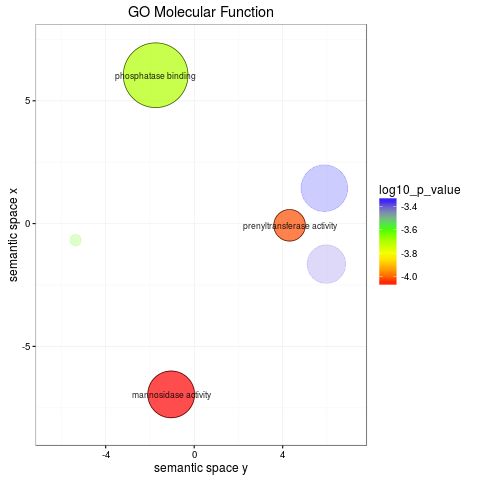 GO Molecular Function
phosphatase binding
prenyltransferase activity
mannosidase activity
5
0
-5
semantic space x
-4
0
4
semantic space y
log10_p_value
-3.4
-3.6
-3.8
-4.0